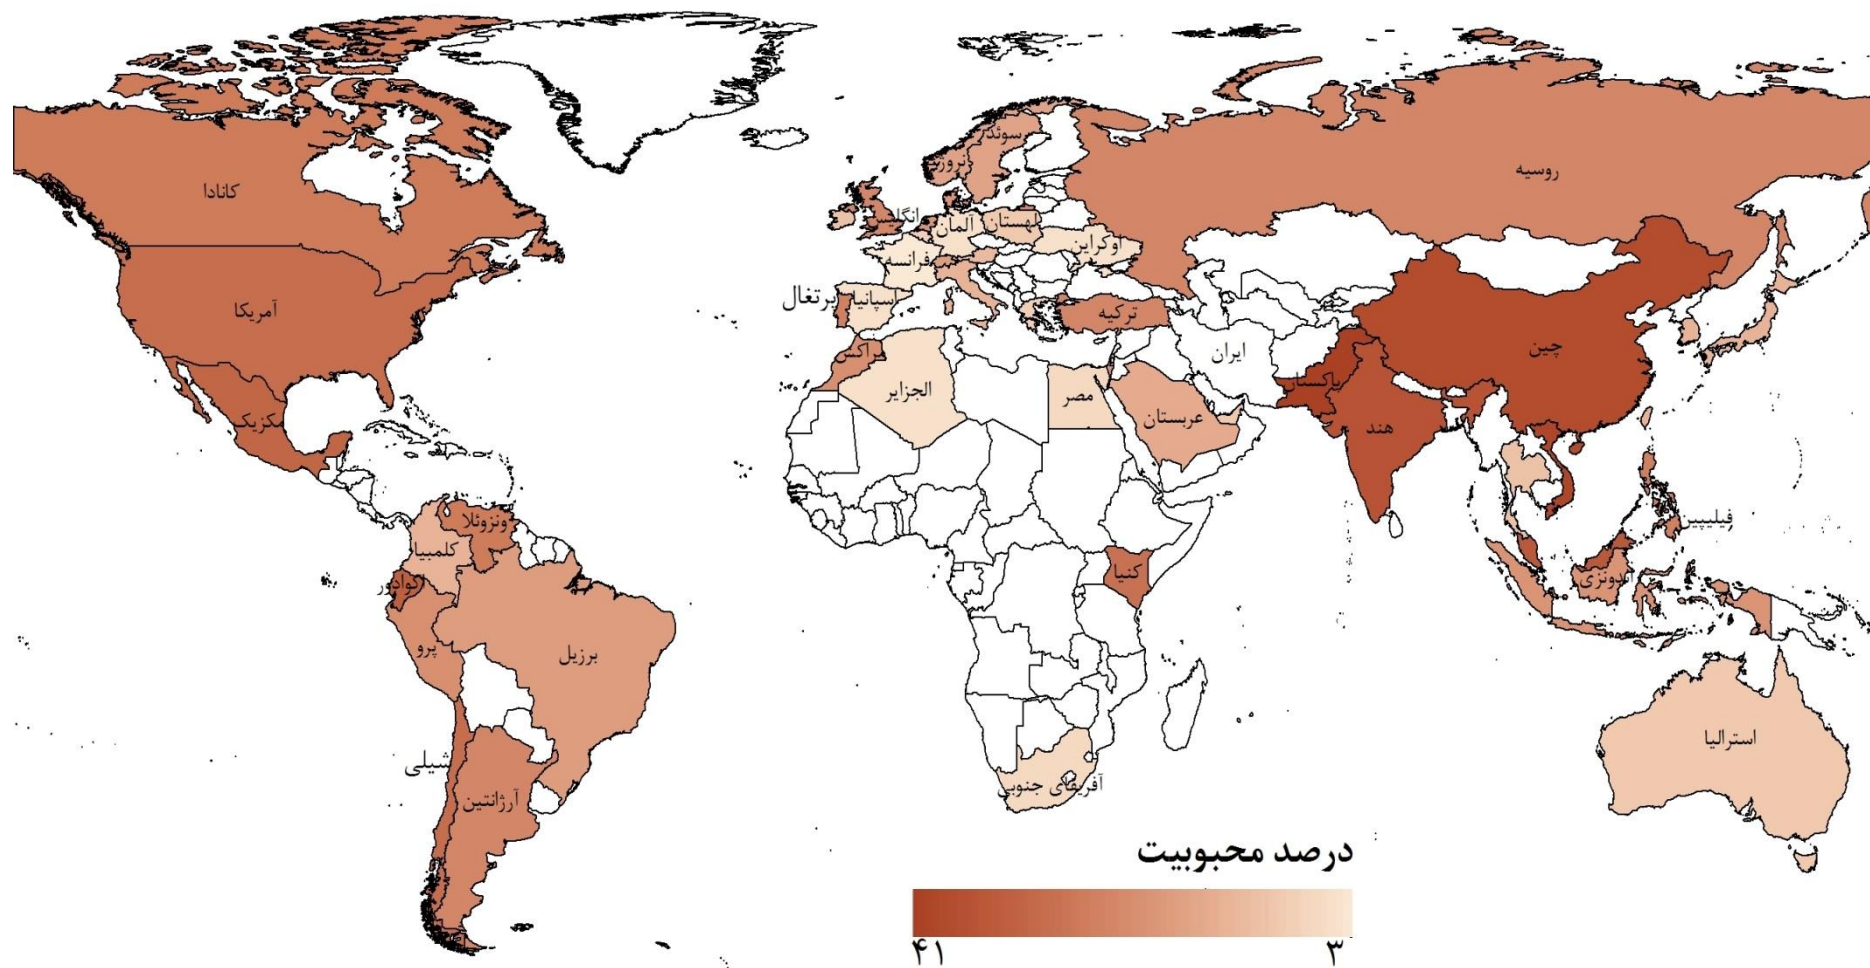 سوئد
نروژ
روسیه
کانادا
انگلیس
آلمان
لهستان
اوکراین
فرانسه
پرتغال
اسپانیا
ترکیه
آمریکا
مراکش
ایران
چین
پاکستان
الجزایر
مصر
عربستان
هند
مکزیک
ونزوئلا
فیلیپین
کلمبیا
کنیا
اکوادور
اندونزی
پرو
برزیل
استرالیا
شیلی
آرژانتین
آفریقای جنوبی
درصد محبوبیت
۴۱ ۳